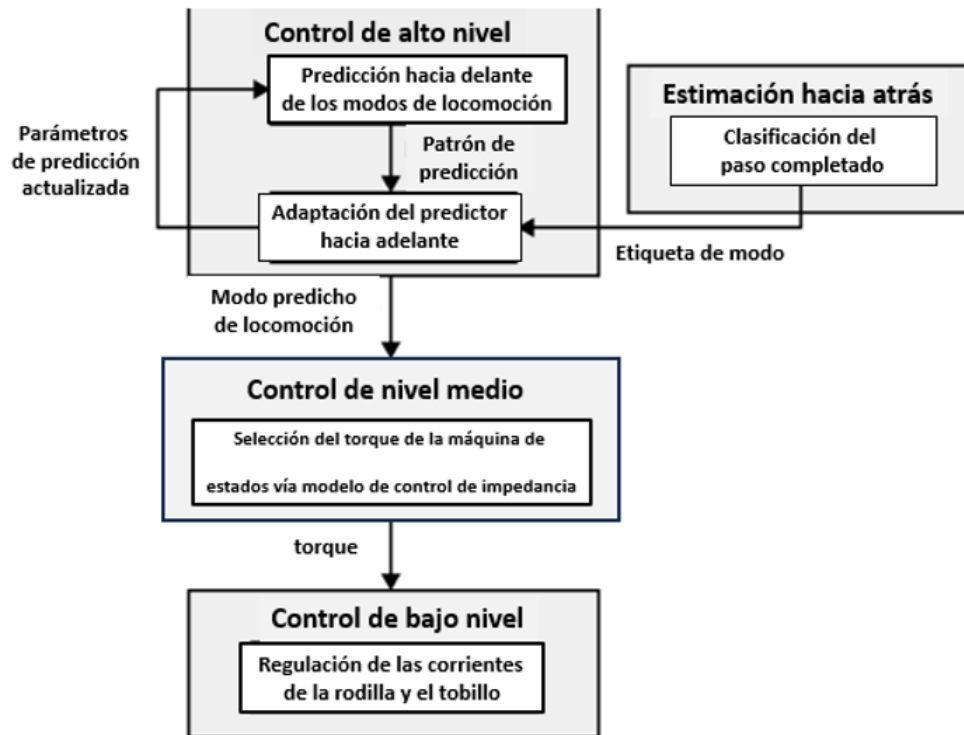 Control de alto nivel
Predicción hacia delante
de los modos de locomoción
Parámetros
de predicción
actualizada
Patrón de
predicción
Adaptación del predictor
hacia adelante
Estimación hacia atrás
Clasificación del
paso completado
Etiqueta de modo
Modo predicho
de locomoción
Control de nivel medio
Selección del torque de la máquina de
estados vía modelo de control de impedancia
torque
Control de bajo nivel
Regulación de las corrientes
de la rodilla y el tobillo